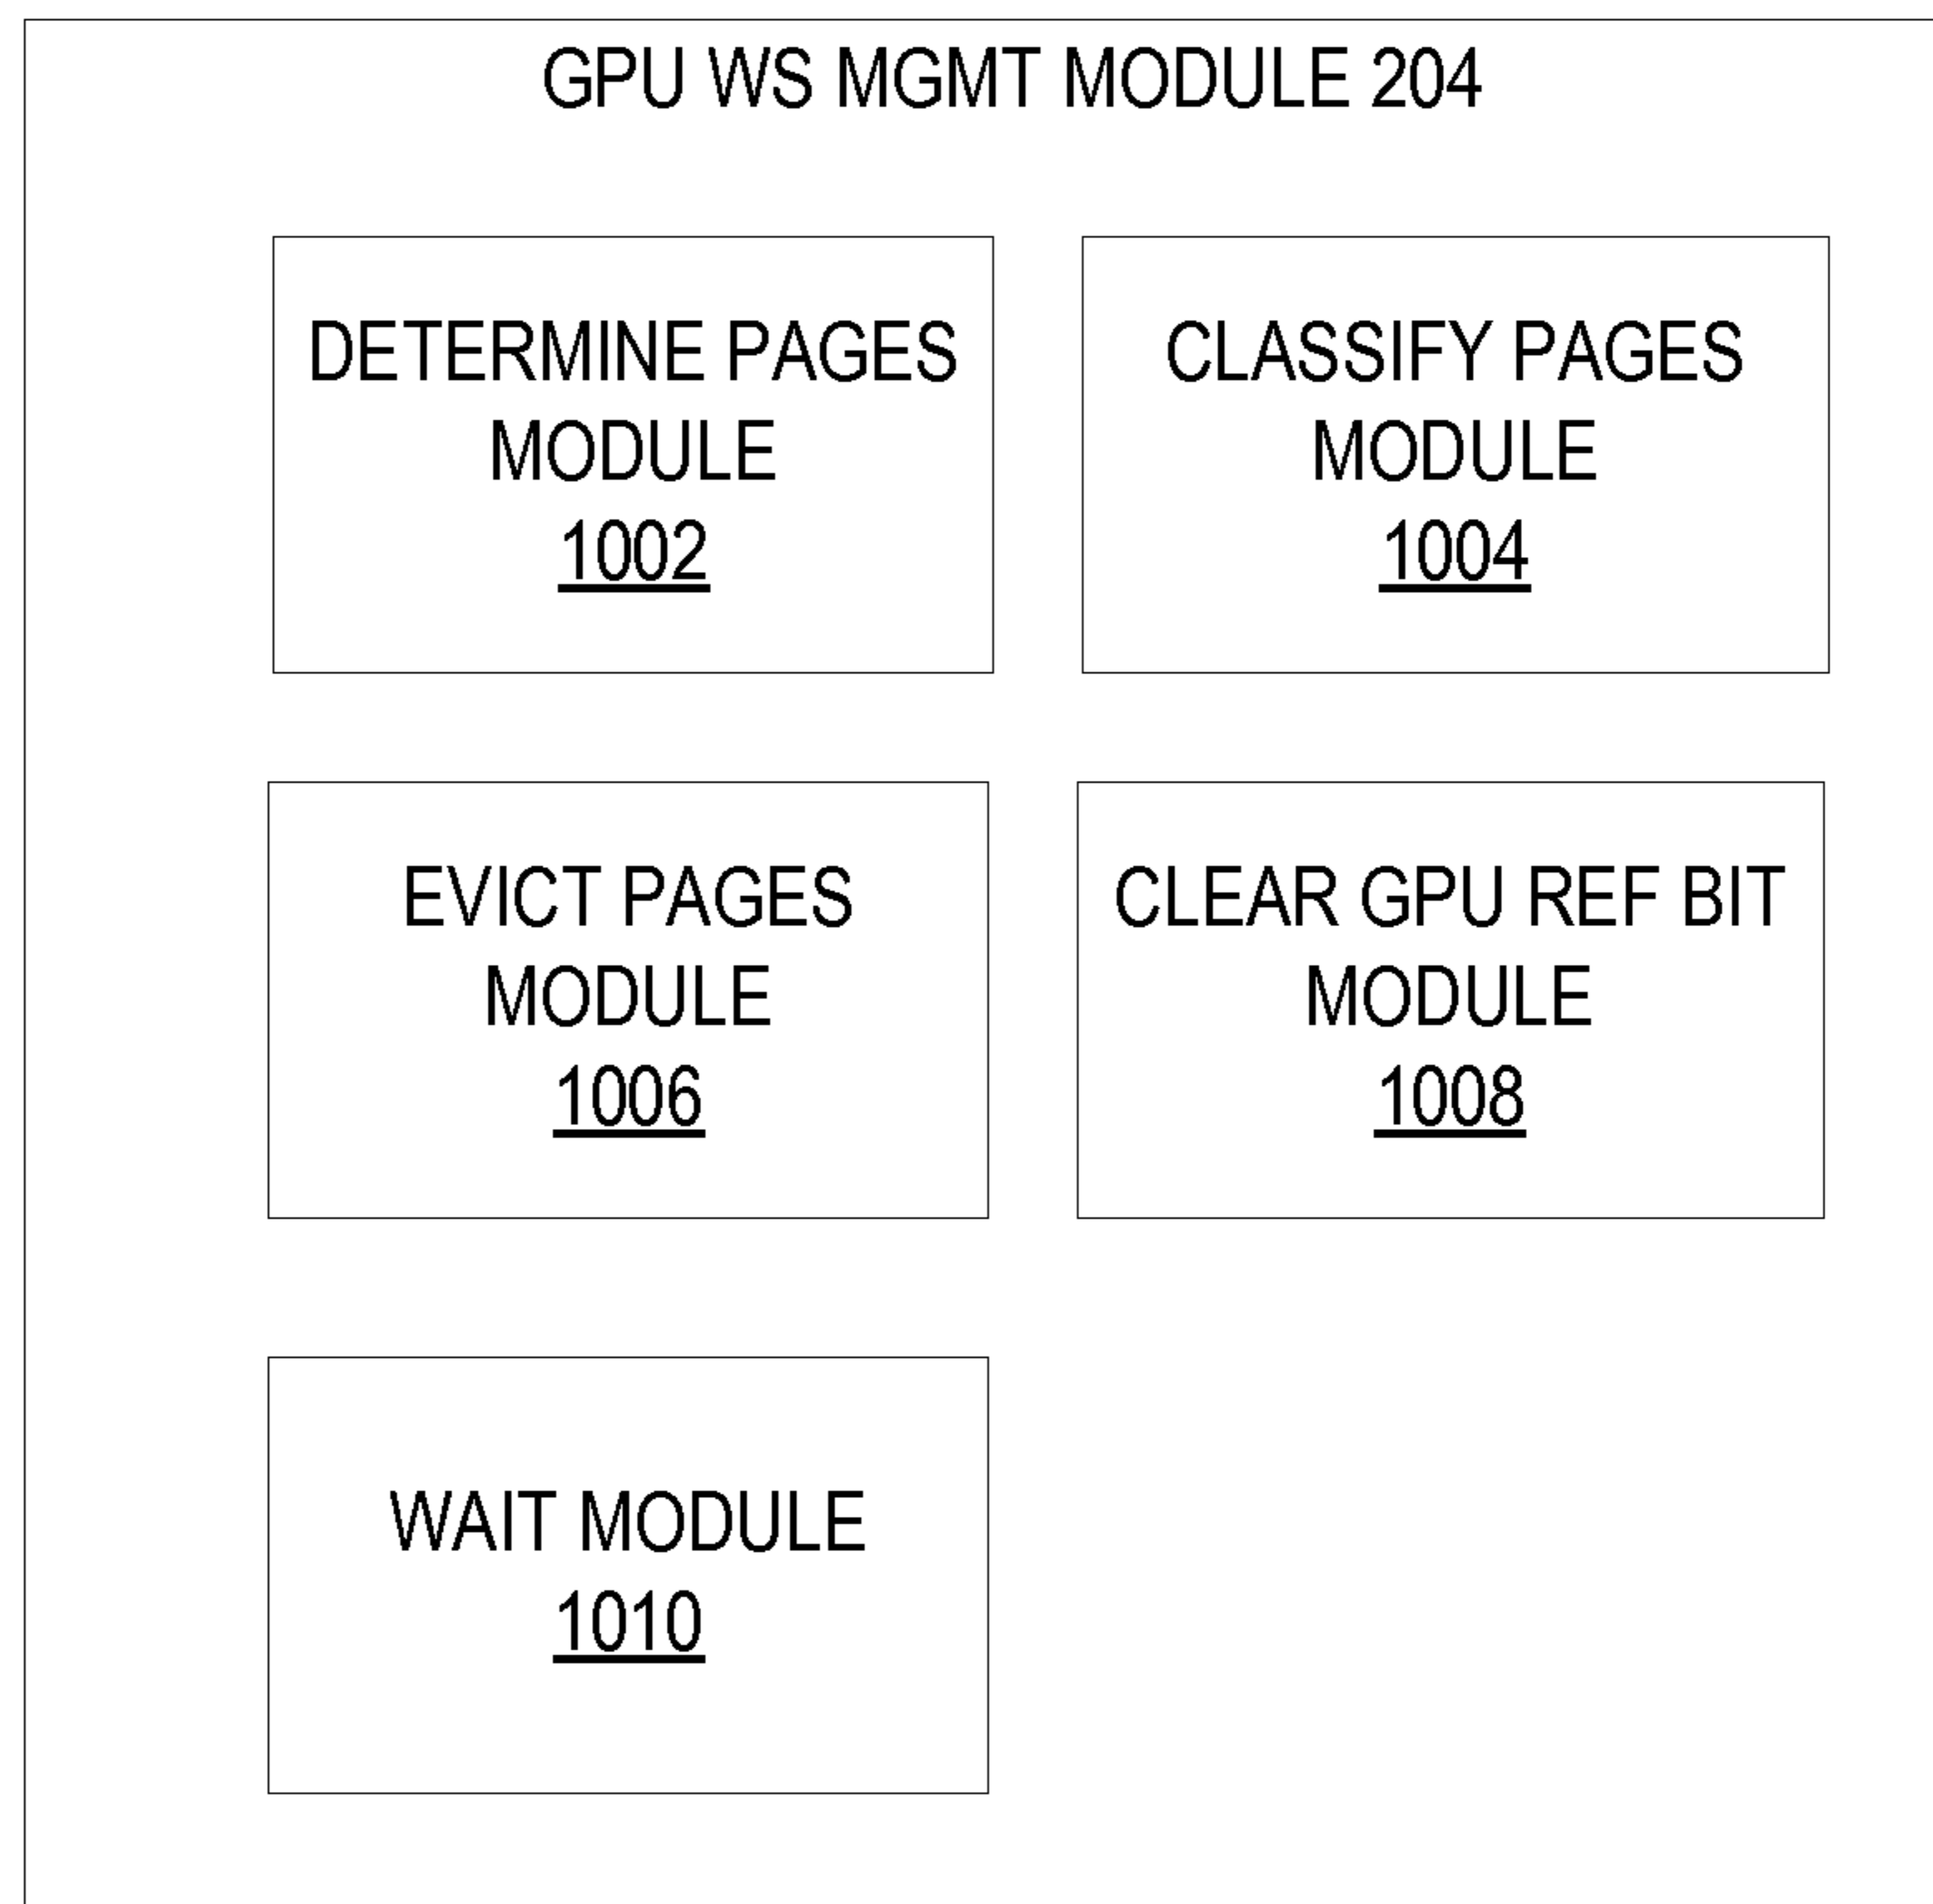 GPU WS MGMT MODULE 204
DETERMINE PAGES
MODULE
1002
CLASSIFY PAGES
MODULE
1004
EVICT PAGES
MODULE
1006
CLEAR GPU REF BIT
MODULE
1008
WAIT MODULE
1010